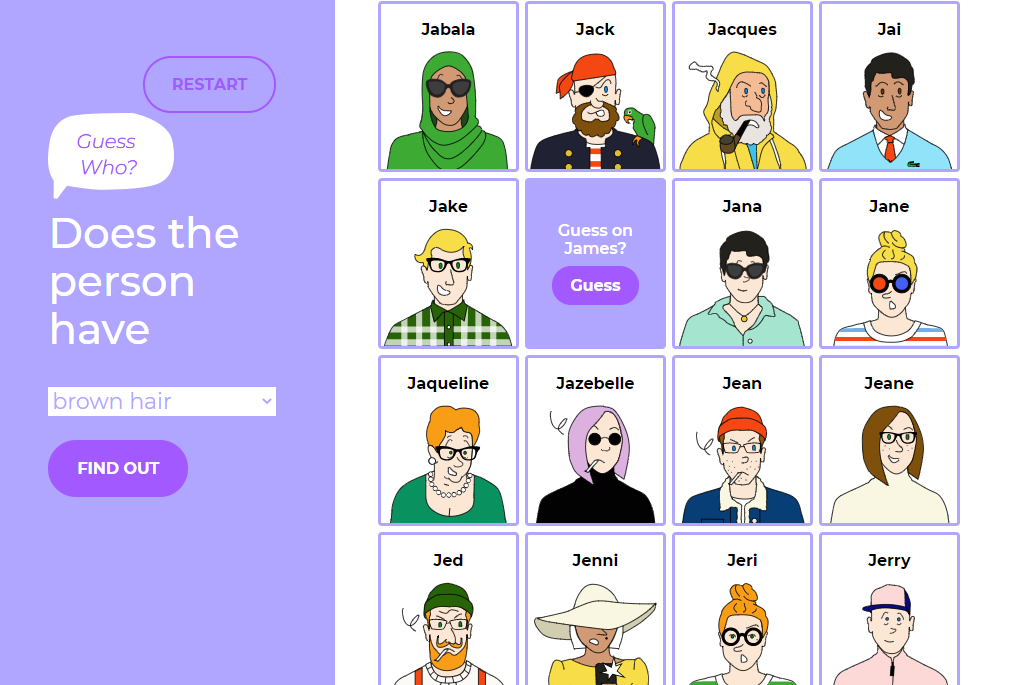 RESTART
Guess
Who?
Does the
person
have
brown hair
FIND OUT
Jabala
Jack
Jacques
Jai
Jake
Guess on
James?
Guess
Jana
Jane
Jaqueline
Jazebelle
Jean
Jeane
Jed
Jenni
Jeri
Jerry